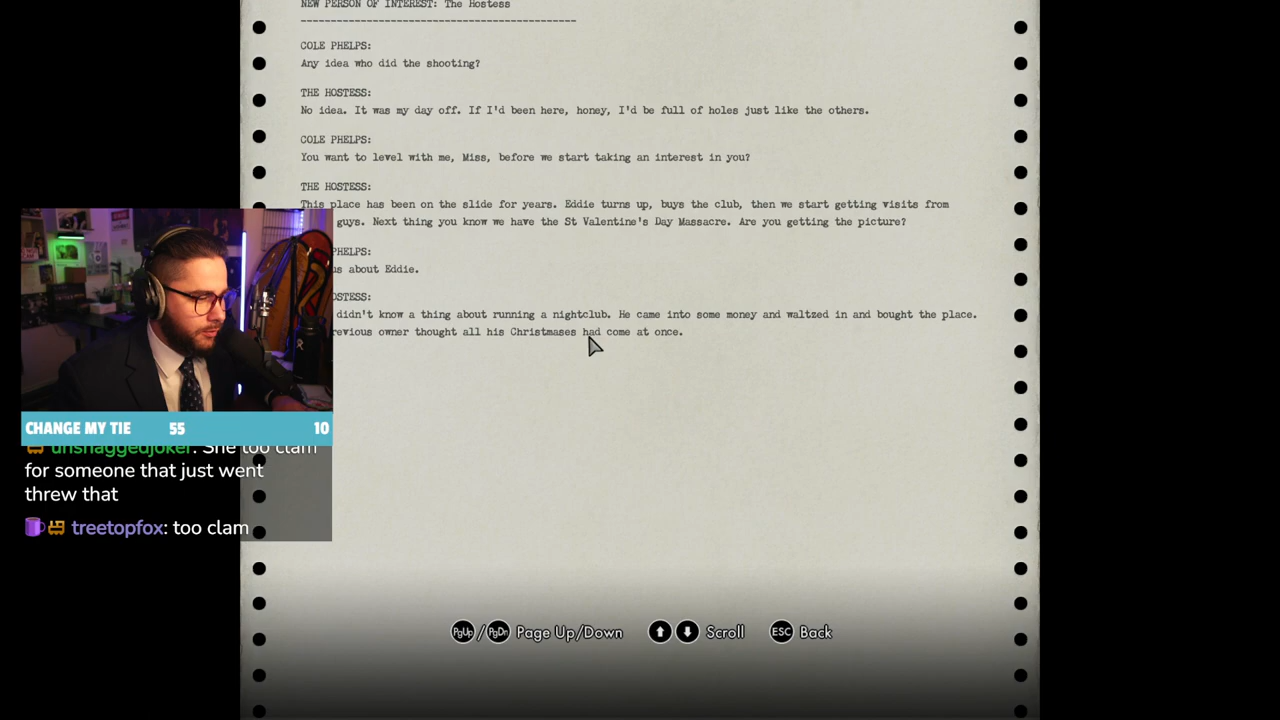 NEW PERSON OF INTEREST: The Hostess
------------------------------------------------
COLE PHELPS:
Any idea who did the shooting?
THE HOSTESS:
No idea. It was my day off. If I'd been here, honey, I'd be full of holes just like the others.
COLE PHELPS:
You want to level with me, Miss, before we start taking an interest in you?
THE HOSTESS:
This place has been on the slide for years. Eddie turns up, buys the club, then we start getting visits from
guys. Next thing you know we have the St Valentine's Day Massacre. Are you getting the picture?
PHELPS:
us about Eddie.
OSTESS:
didn't know a thing about running a nightclub. He came into some money and waltzed in and bought the place.
revious owner thought all his Christmases had come at once.
CHANGE MY TIE 55 10
unshaggedjoker: She too clam
for someone that just went
threw that
treetopfox: too clam
PgUp / PgDn Page Up/Down Scroll ESC Back